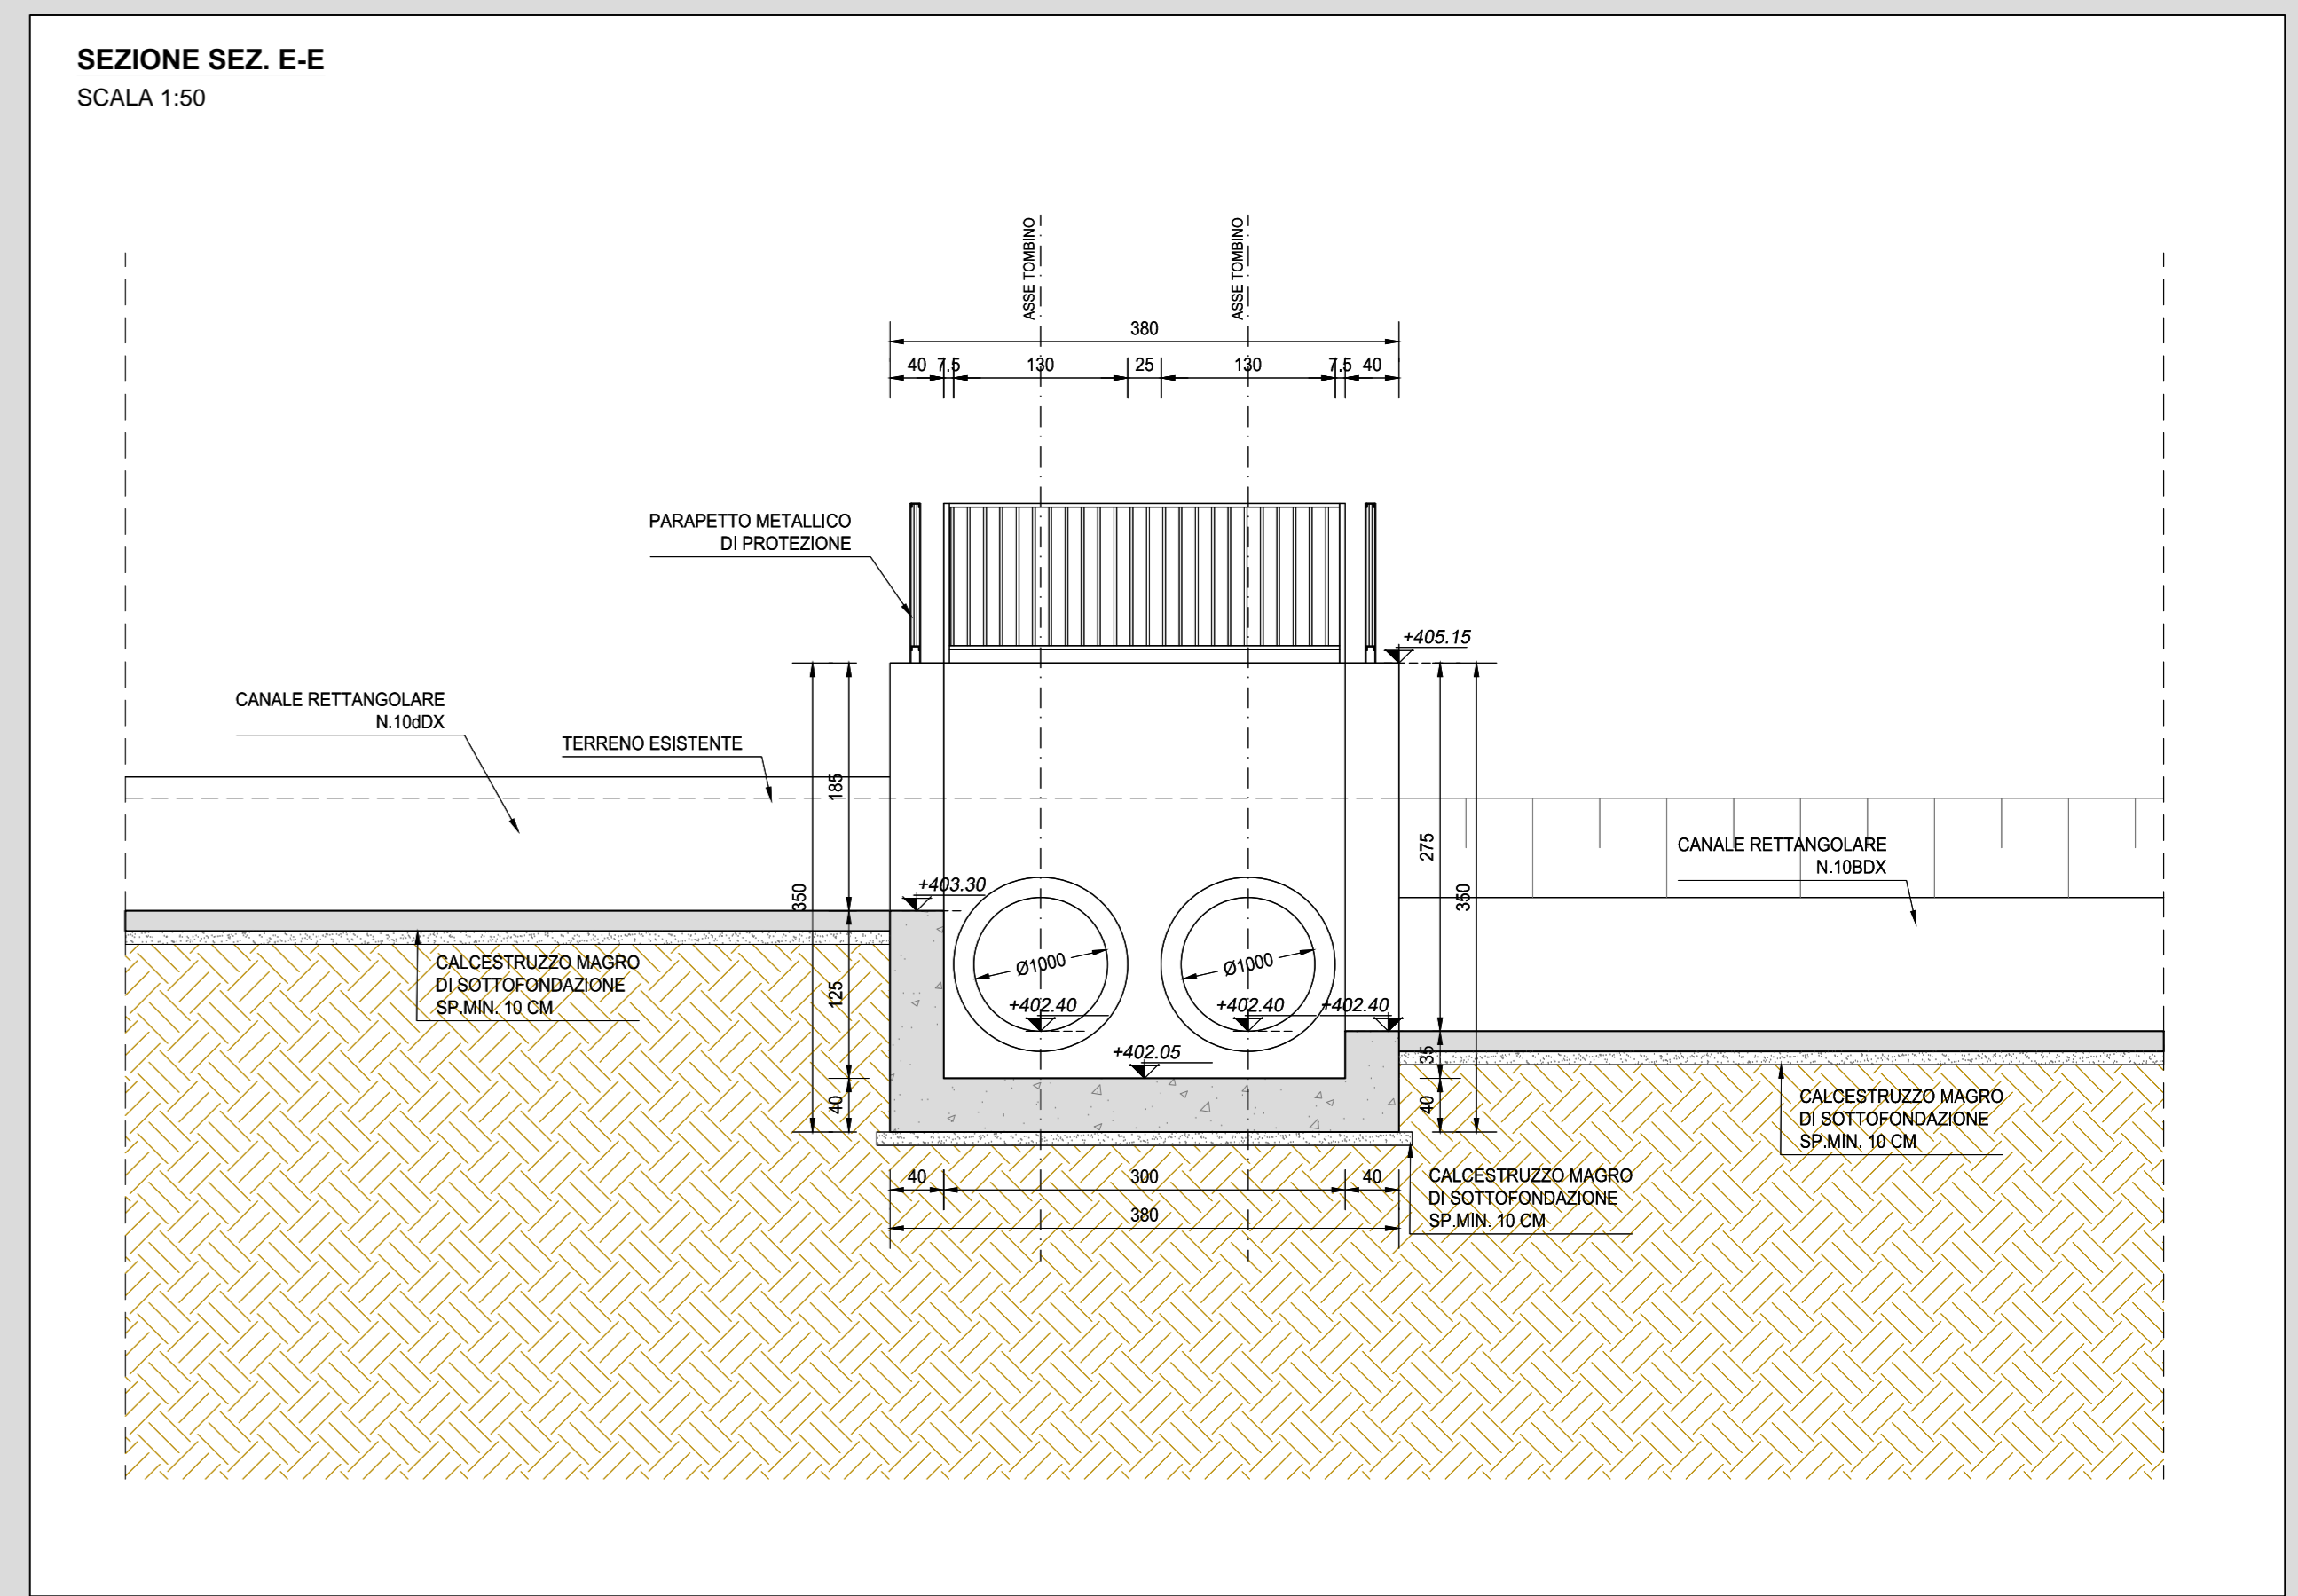 SEZIONE SEZ. E-E
SCALA 1:50
ASSE TOMBINO
ASSE TOMBINO
380
40
7.5
130
25
130
7.5
40
PARAPETTO METALLICO
DI PROTEZIONE
+405.15
CANALE RETTANGOLARE
N.10dDX
TERRENO ESISTENTE
185
350
275
350
CANALE RETTANGOLARE
N.10BDX
+403.30
CALCESTRUZZO MAGRO
DI SOTTOFONDAZIONE
SP.MIN. 10 CM
125
Ø1000
Ø1000
+402.40
+402.40
+402.40
+402.05
35
40
40
CALCESTRUZZO MAGRO
DI SOTTOFONDAZIONE
SP.MIN. 10 CM
40
300
40
380
CALCESTRUZZO MAGRO
DI SOTTOFONDAZIONE
SP.MIN. 10 CM